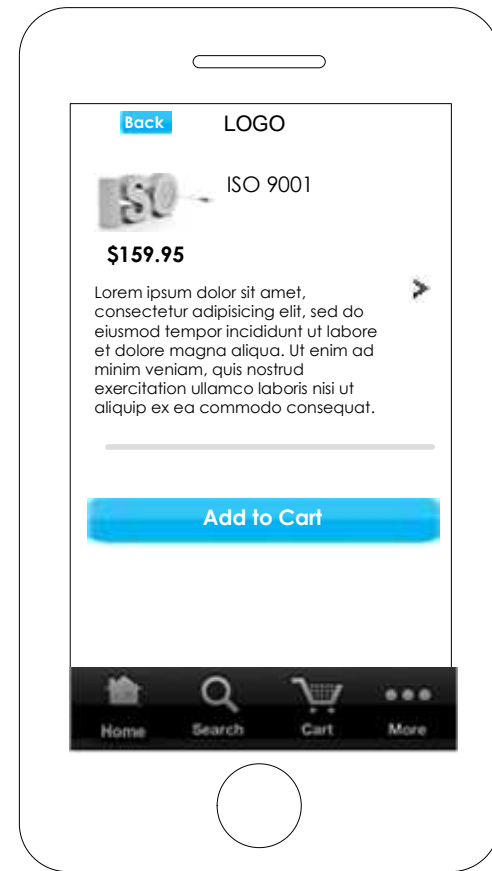 Back
LOGO
ISO
ISO 9001
$159.95
Lorem ipsum dolor sit amet,
consectetur adipisicing elit, sed do
eiusmod tempor incididunt ut labore
et dolore magna aliqua. Ut enim ad
minim veniam, quis nostrud
exercitation ullamco laboris nisi ut
aliquip ex ea commodo consequat.
Add to Cart
Home
Search
Cart
More